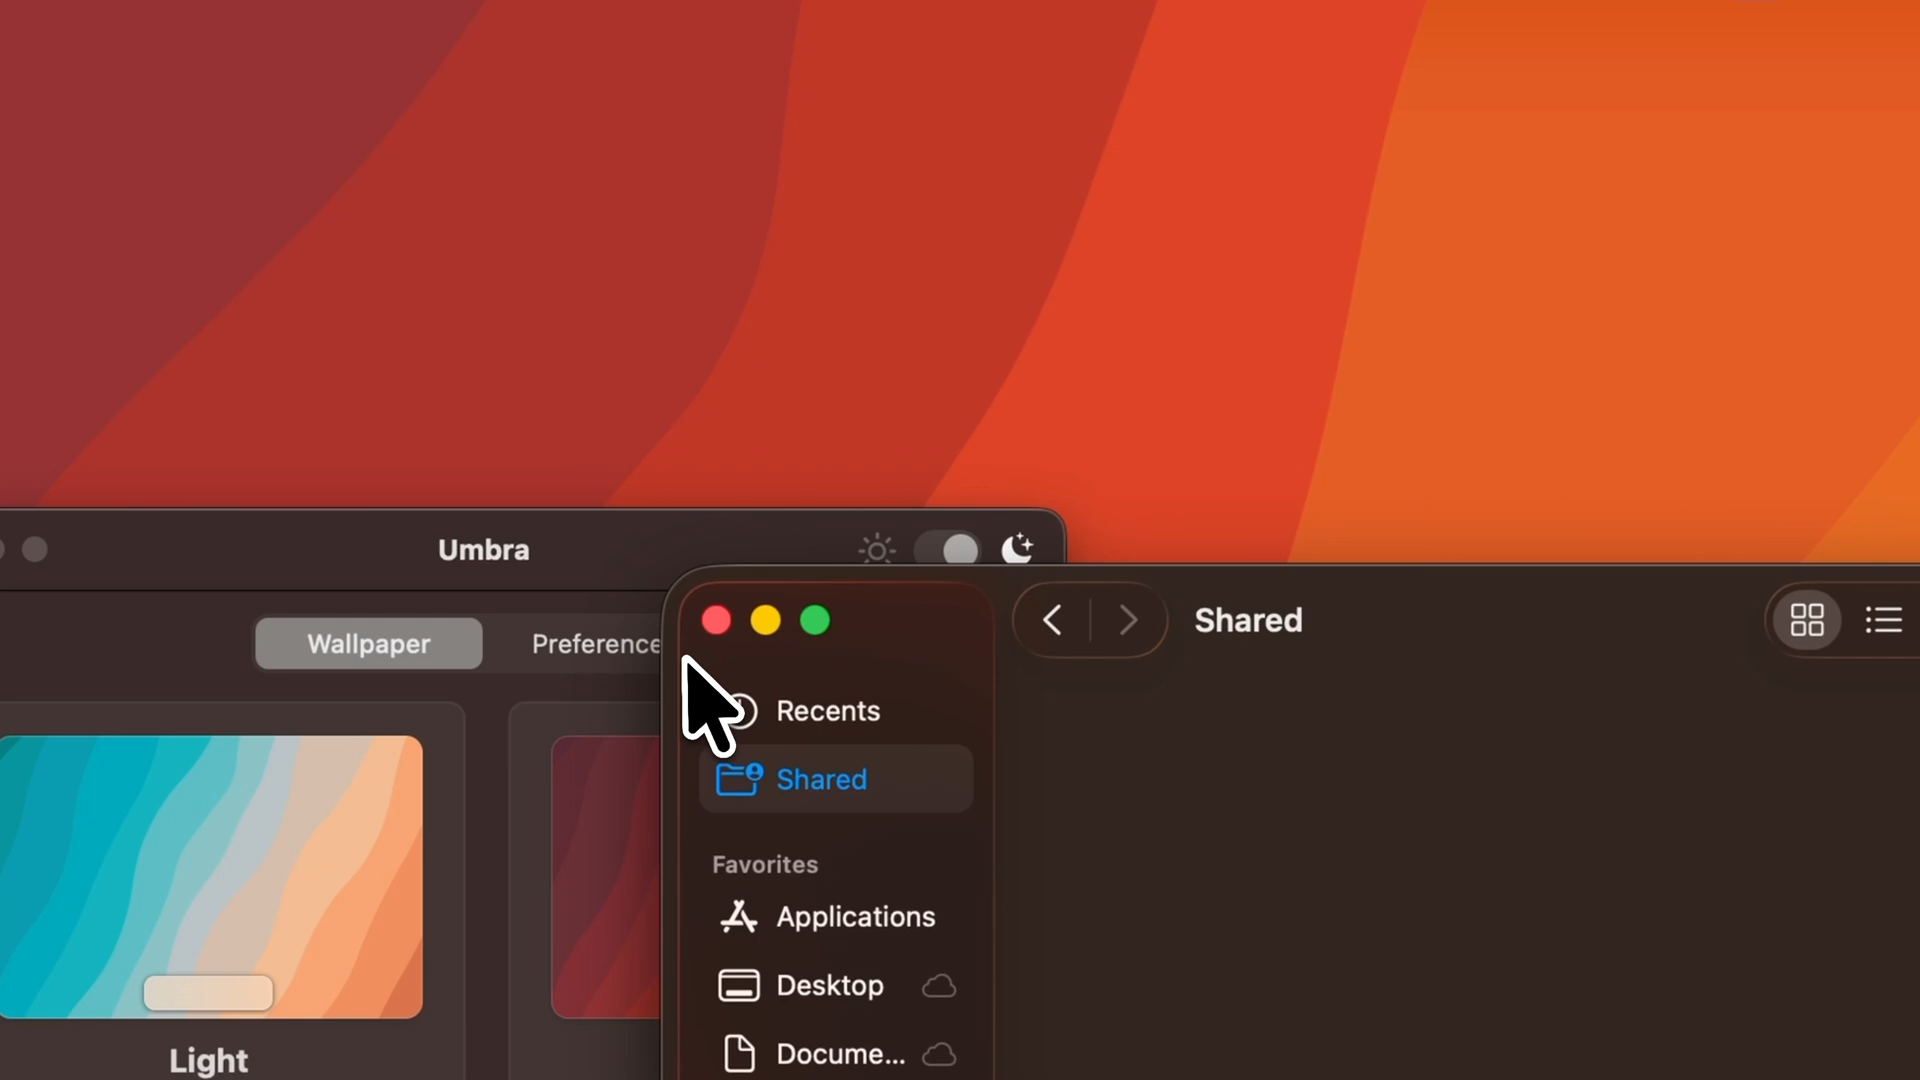 Umbra
Wallpaper
Preference
Light
Shared
Recents
Shared
Favorites
Applications
Desktop
Docume...